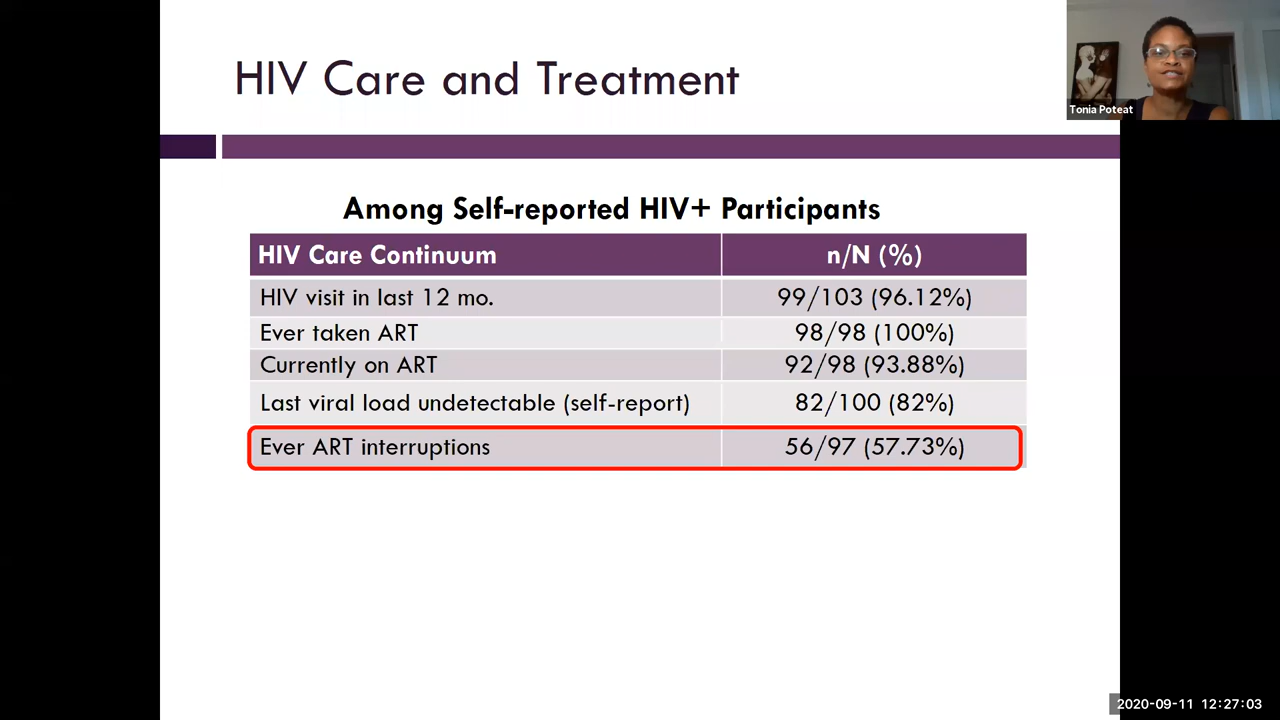 HIV Care and Treatment
Tonia Poteat
Among Self-reported HIV+ Participants
HIV Care Continuum n/N (%)
HIV visit in last 12 mo. 99/103 (96.12%)
Ever taken ART 98/98 (100%)
Currently on ART 92/98 (93.88%)
Last viral load undetectable (self-report) 82/100 (82%)
Ever ART interruptions 56/97 (57.73%)
2020-09-11 12:27:03